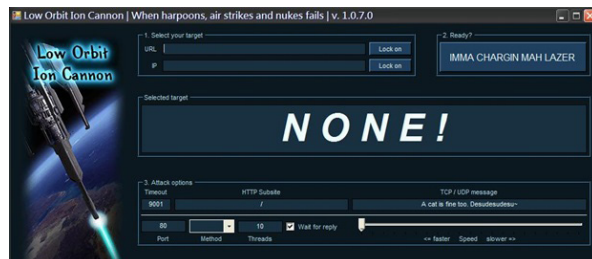 Low Orbit Ion Cannon | When harpoons, air strikes and nukes fails | v. 1.0.7.0
Low Orbit
Ion Cannon
1. Select your target
URL
Lock on
IP
Lock on
2. Ready?
IMMA CHARGIN MAH LAZER
Selected target
NONE!
3. Attack options
Timeout HTTP Subsite TCP / UDP message
9001 / A cat is fine too. Desudesudesu~
80 10 Wait for reply
Port Method Threads <= faster Speed slower =>